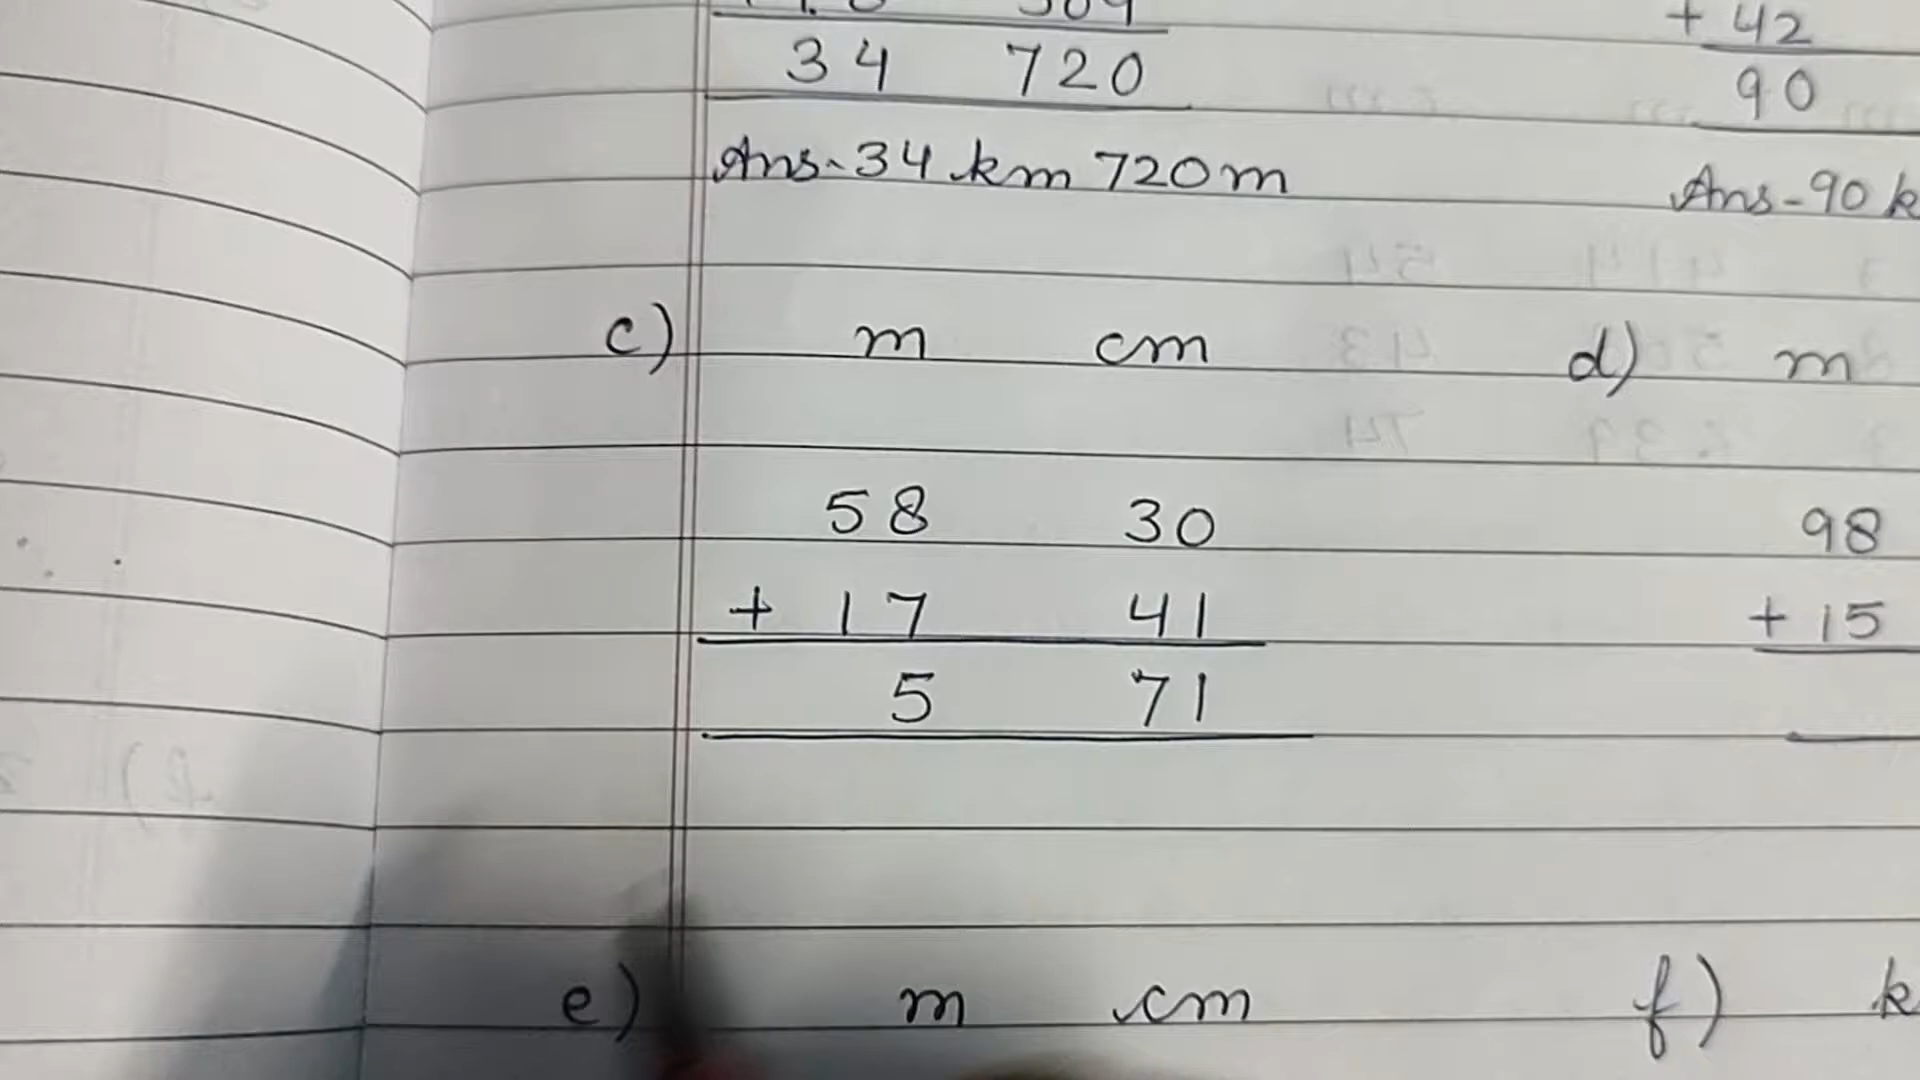 34 720
Ans-34 km 720m
+ 42
90
Ans-90 k
c) m cm
58 30
+ 17 41
5 71
d) m
98
+ 15
e) m cm
f) k